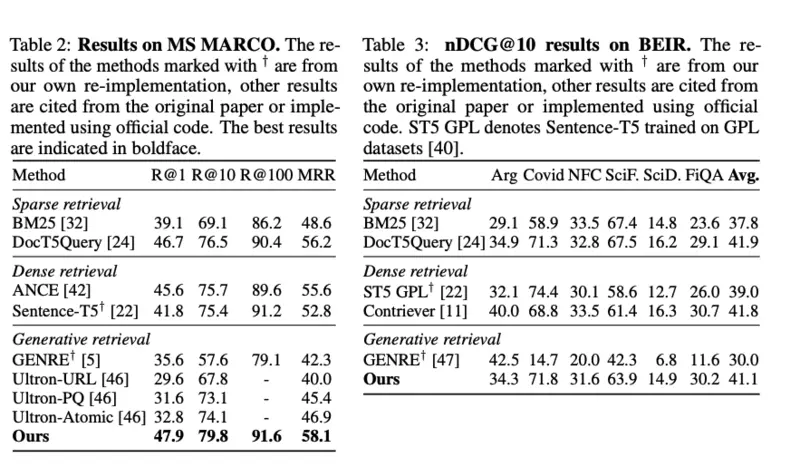 Table 2: Results on MS MARCO. The re-
sults of the methods marked with † are from
our own re-implementation, other results
are cited from the original paper or imple-
mented using official code. The best results
are indicated in boldface.
Method R@1 R@10 R@100 MRR
Sparse retrieval
BM25 [32] 39.1 69.1 86.2 48.6
DocT5Query [24] 46.7 76.5 90.4 56.2
Dense retrieval
ANCE [42] 45.6 75.7 89.6 55.6
Sentence-T5† [22] 41.8 75.4 91.2 52.8
Generative retrieval
GENRE† [5] 35.6 57.6 79.1 42.3
Ultron-URL [46] 29.6 67.8 - 40.0
Ultron-PQ [46] 31.6 73.1 - 45.4
Ultron-Atomic [46] 32.8 74.1 - 46.9
Ours 47.9 79.8 91.6 58.1
Table 3: nDCG@10 results on BEIR. The re-
sults of the methods marked with † are from our
own re-implementation, other results are cited from
the original paper or implemented using official
code. ST5 GPL denotes Sentence-T5 trained on GPL
datasets [40].
Method Arg Covid NFC SciF. SciD. FiQA Avg.
Sparse retrieval
BM25 [32] 29.1 58.9 33.5 67.4 14.8 23.6 37.8
DocT5Query [24] 34.9 71.3 32.8 67.5 16.2 29.1 41.9
Dense retrieval
ST5 GPL† [22] 32.1 74.4 30.1 58.6 12.7 26.0 39.0
Contriever [11] 40.0 68.8 33.5 61.4 16.3 30.7 41.8
Generative retrieval
GENRE† [47] 42.5 14.7 20.0 42.3 6.8 11.6 30.0
Ours 34.3 71.8 31.6 63.9 14.9 30.2 41.1